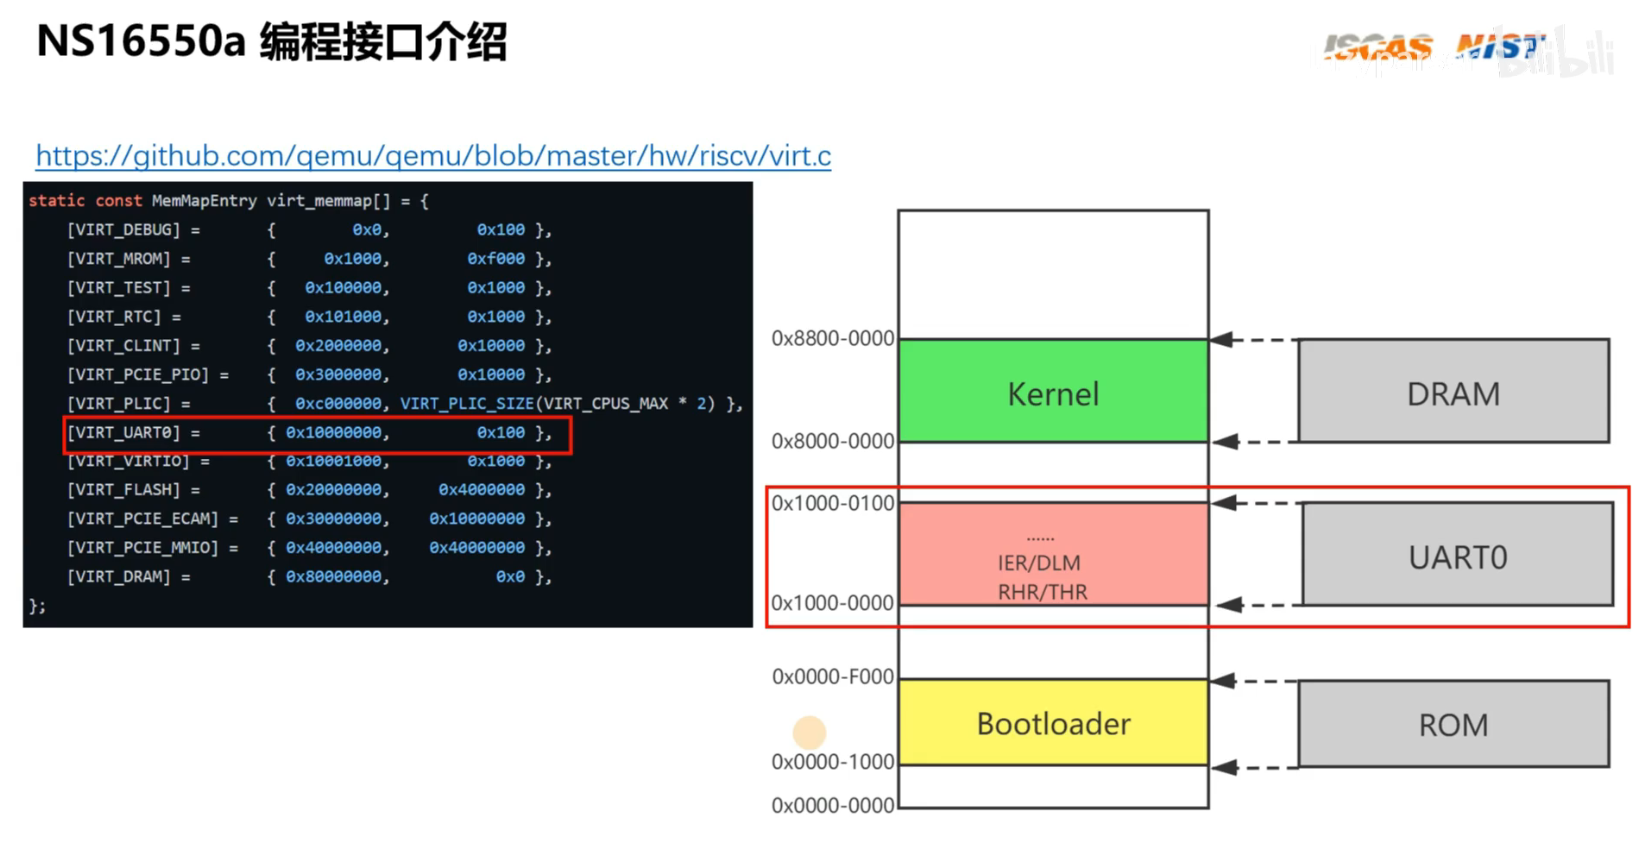 NS16550a 编程接口介绍
ISCAS NIST
bilibili
https://github.com/qemu/qemu/blob/master/hw/riscv/virt.c
static const MemMapEntry virt_memmap[] = {
[VIRT_DEBUG] = { 0x0, 0x100 },
[VIRT_MROM] = { 0x1000, 0xf000 },
[VIRT_TEST] = { 0x100000, 0x1000 },
[VIRT_RTC] = { 0x101000, 0x1000 },
[VIRT_CLINT] = { 0x2000000, 0x10000 },
[VIRT_PCIE_PIO] = { 0x3000000, 0x10000 },
[VIRT_PLIC] = { 0xc000000, VIRT_PLIC_SIZE(VIRT_CPUS_MAX * 2) },
[VIRT_UART0] = { 0x10000000, 0x100 },
[VIRT_VIRTIO] = { 0x10001000, 0x1000 },
[VIRT_FLASH] = { 0x20000000, 0x4000000 },
[VIRT_PCIE_ECAM] = { 0x30000000, 0x10000000 },
[VIRT_PCIE_MMIO] = { 0x40000000, 0x40000000 },
[VIRT_DRAM] = { 0x80000000, 0x0 },
};
0x8800-0000
Kernel
DRAM
0x8000-0000
0x1000-0100
......
IER/DLM
RHR/THR
UART0
0x1000-0000
0x0000-F000
Bootloader
ROM
0x0000-1000
0x0000-0000